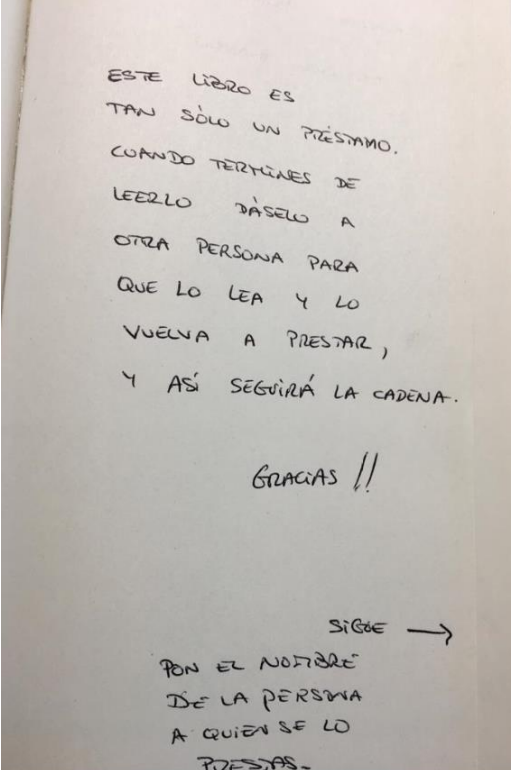 ESTE LIBRO ES
TAN SÓLO UN PRÉSTAMO.
CUANDO TERMINES DE
LEERLO DÁSELO A
OTRA PERSONA PARA
QUE LO LEA Y LO
VUELVA A PRESTAR,
Y ASÍ SEGUIRÁ LA CADENA.
GRACIAS !!
SIGUE →
PON EL NOMBRE
DE LA PERSONA
A QUIEN SE LO
PRESTAS.